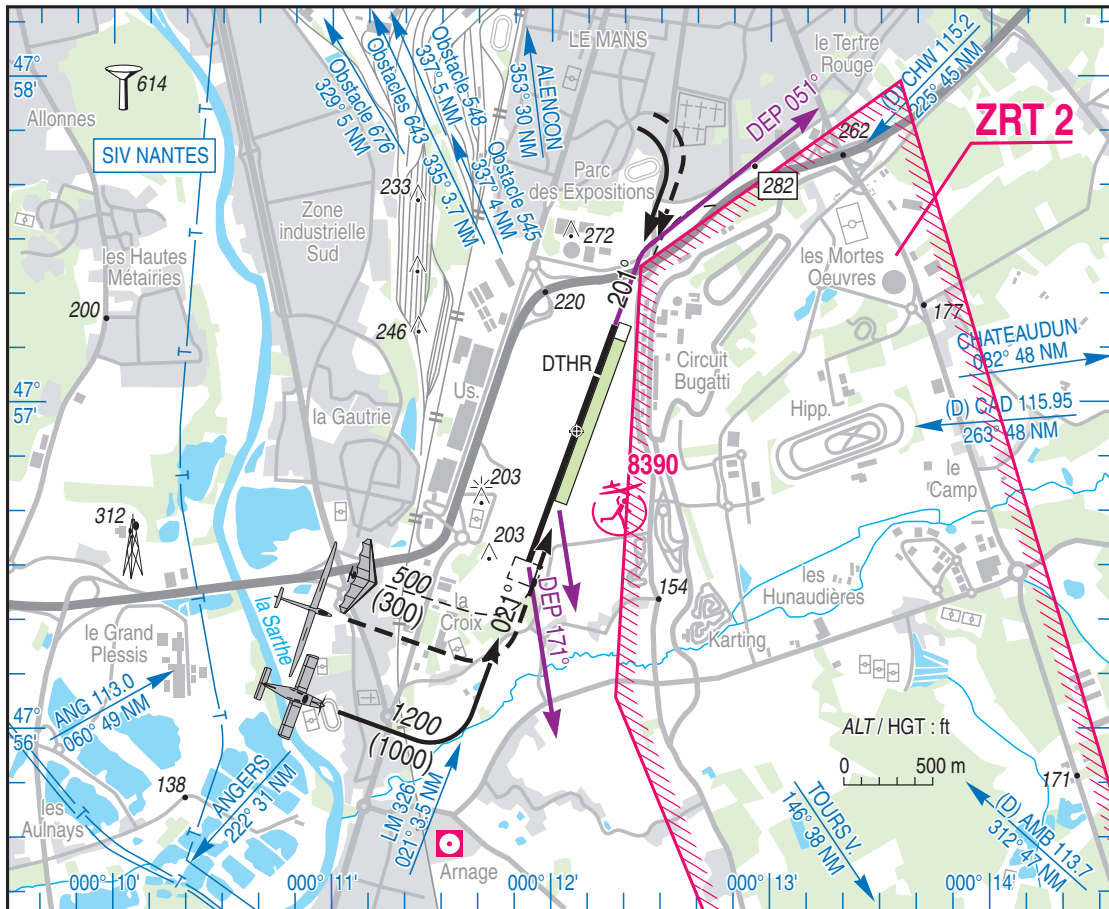 47°
58'
47°
57'
47°
56'
000° 10'
000° 11'
000° 12'
000° 13'
000° 14'
614
Allonnes
SIV NANTES
LE MANS
le Tertre
Rouge
ZRT 2
(D) CHW 115.2
225° 45 NM
DEP 051°
262
282
Obstacle 676
329° 5 NM
Obstacles 643
335° 3.7 NM
Obstacle 548
337° 5 NM
Obstacle 545
337° 4 NM
ALENCON
353° 30 NM
Parc
des Expositions
233
272
Zone
industrielle
Sud
les Hautes
Métairies
200
246
220
201°
les Mortes
Oeuvres
177
CHATEAUDUN
082° 48 NM
DTHR
Us.
Circuit
Bugatti
la Gautrie
Hipp.
(D) CAD 115.95
263° 48 NM
8390
le
Camp
203
312
203
500
(300)
021°
DEP 171°
154
les
Hunaudières
la
Croix
Karting
la Sarthe
le Grand
Plessis
ANG 113.0
060° 49 NM
1200
(1000)
ALT / HGT : ft
0
500 m
138
ANGERS
222° 31 NM
les
Aulnays
LM 326
021° 3.5 NM
Arnage
TOURS V.
146° 38 NM
(D) AMB 113.7
312° 47 NM
171